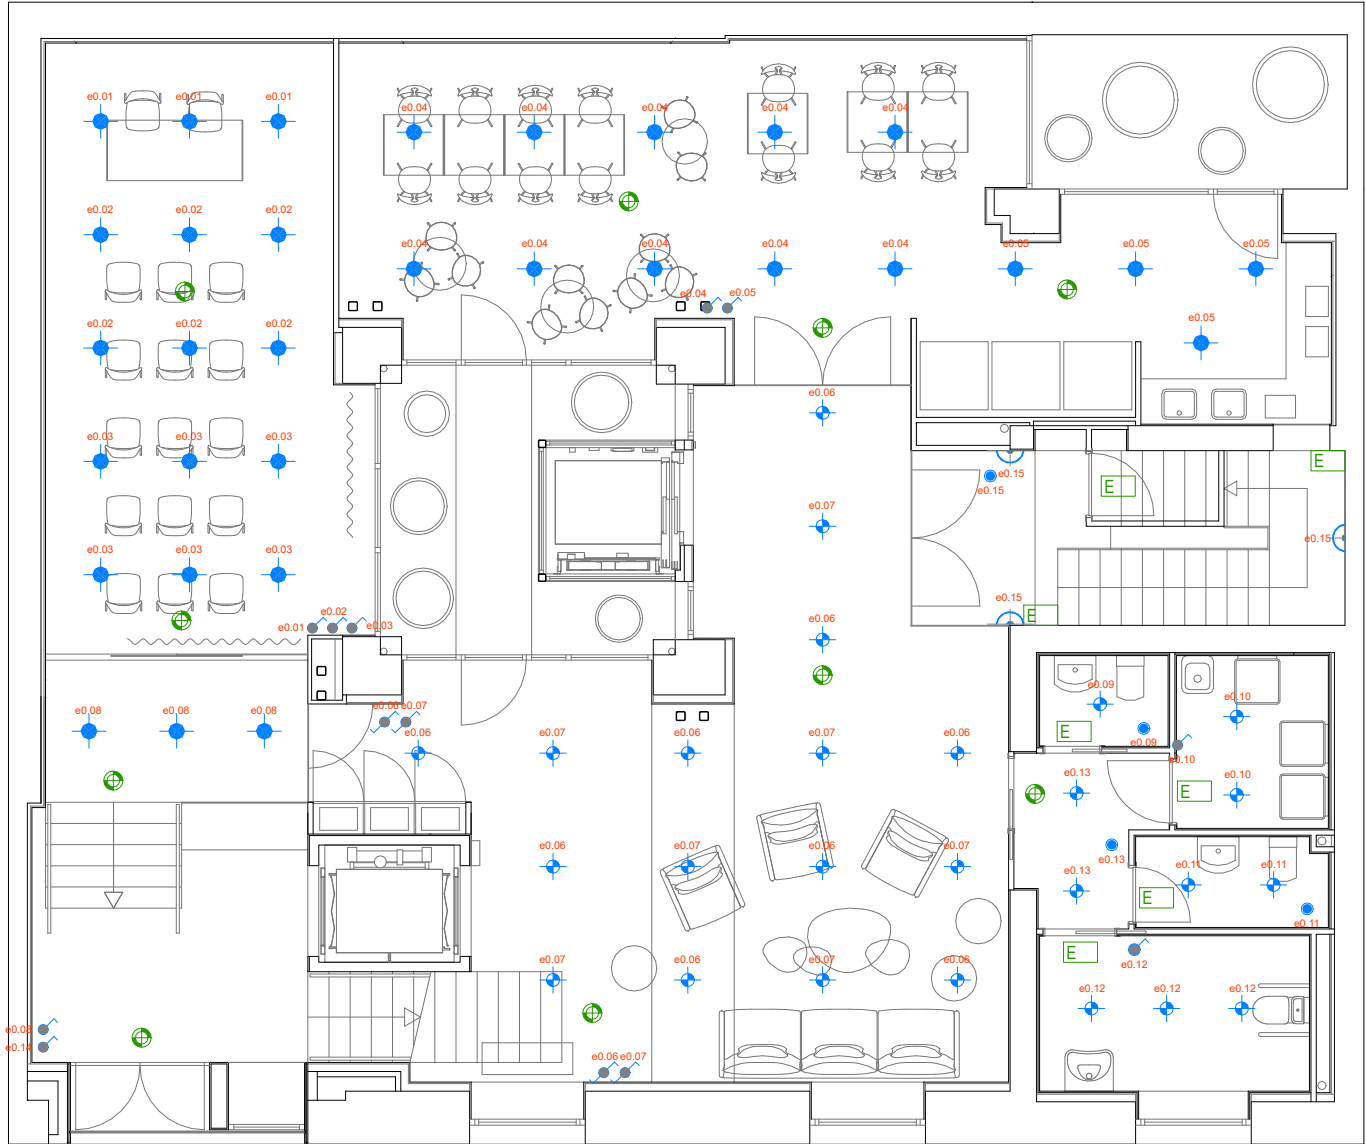 e0.01 e0.01 e0.01
e0.04 e0.04 e0.04 e0.04 e0.04
e0.02 e0.02 e0.02
e0.04 e0.04 e0.04 e0.04 e0.04 e0.05 e0.05 e0.05
e0.04 e0.05
e0.05
e0.02 e0.02 e0.02
e0.06
e0.03 e0.03 e0.03
E
e0.15
E
e0.15
e0.07
e0.15
e0.03 e0.03 e0.03
e0.15
E
e0.02
e0.01 e0.03
e0.06
e0.09
e0.10
e0.08 e0.08 e0.08
e0.06 e0.07
E
e0.09
e0.06 e0.07 e0.06 e0.07 e0.06
e0.10
e0.13
e0.10
E
e0.06 e0.07 e0.06 e0.07
e0.13
e0.11 e0.11
e0.13
E
e0.11
E
e0.12
e0.07 e0.06 e0.07 e0.06
e0.12 e0.12 e0.12
e0.08
e0.14
e0.06 e0.07